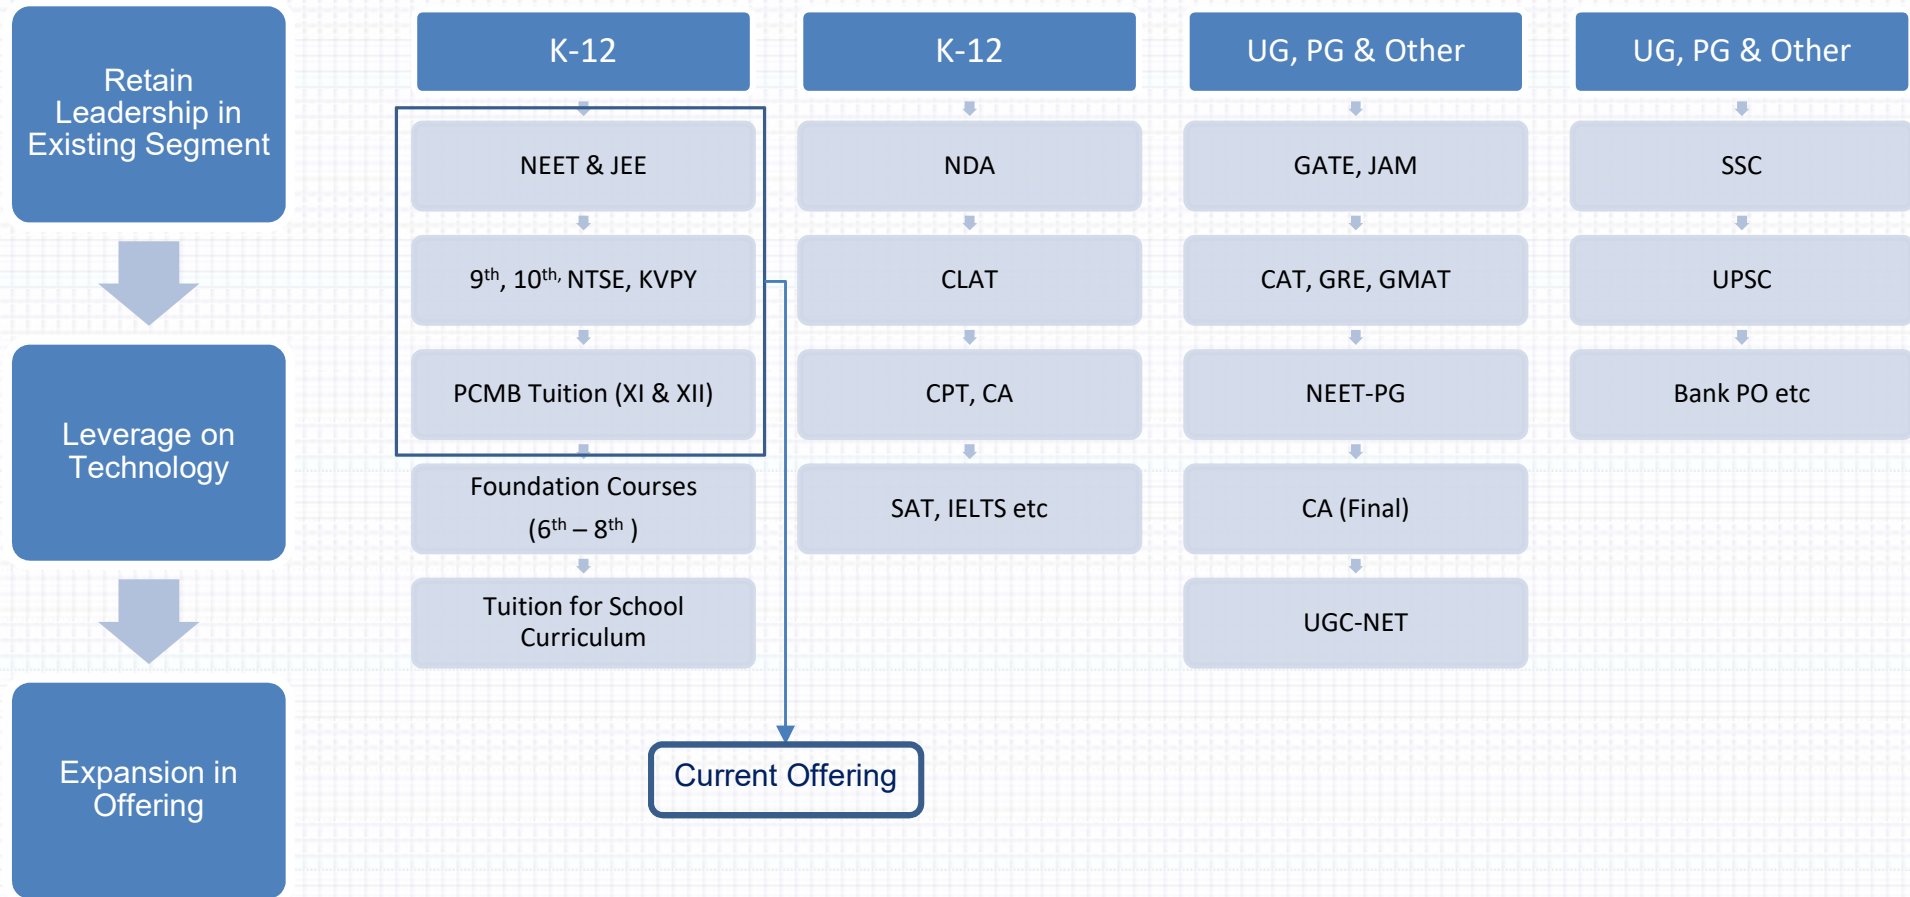 Retain
Leadership in
Existing Segment
Leverage on
Technology
Expansion in
Offering
K-12
NEET & JEE
9th, 10th, NTSE, KVPY
PCMB Tuition (XI & XII)
Foundation Courses
(6th – 8th )
Tuition for School
Curriculum
K-12
NDA
CLAT
CPT, CA
SAT, IELTS etc
UG, PG & Other
GATE, JAM
CAT, GRE, GMAT
NEET-PG
CA (Final)
UGC-NET
UG, PG & Other
SSC
UPSC
Bank PO etc
Current Offering